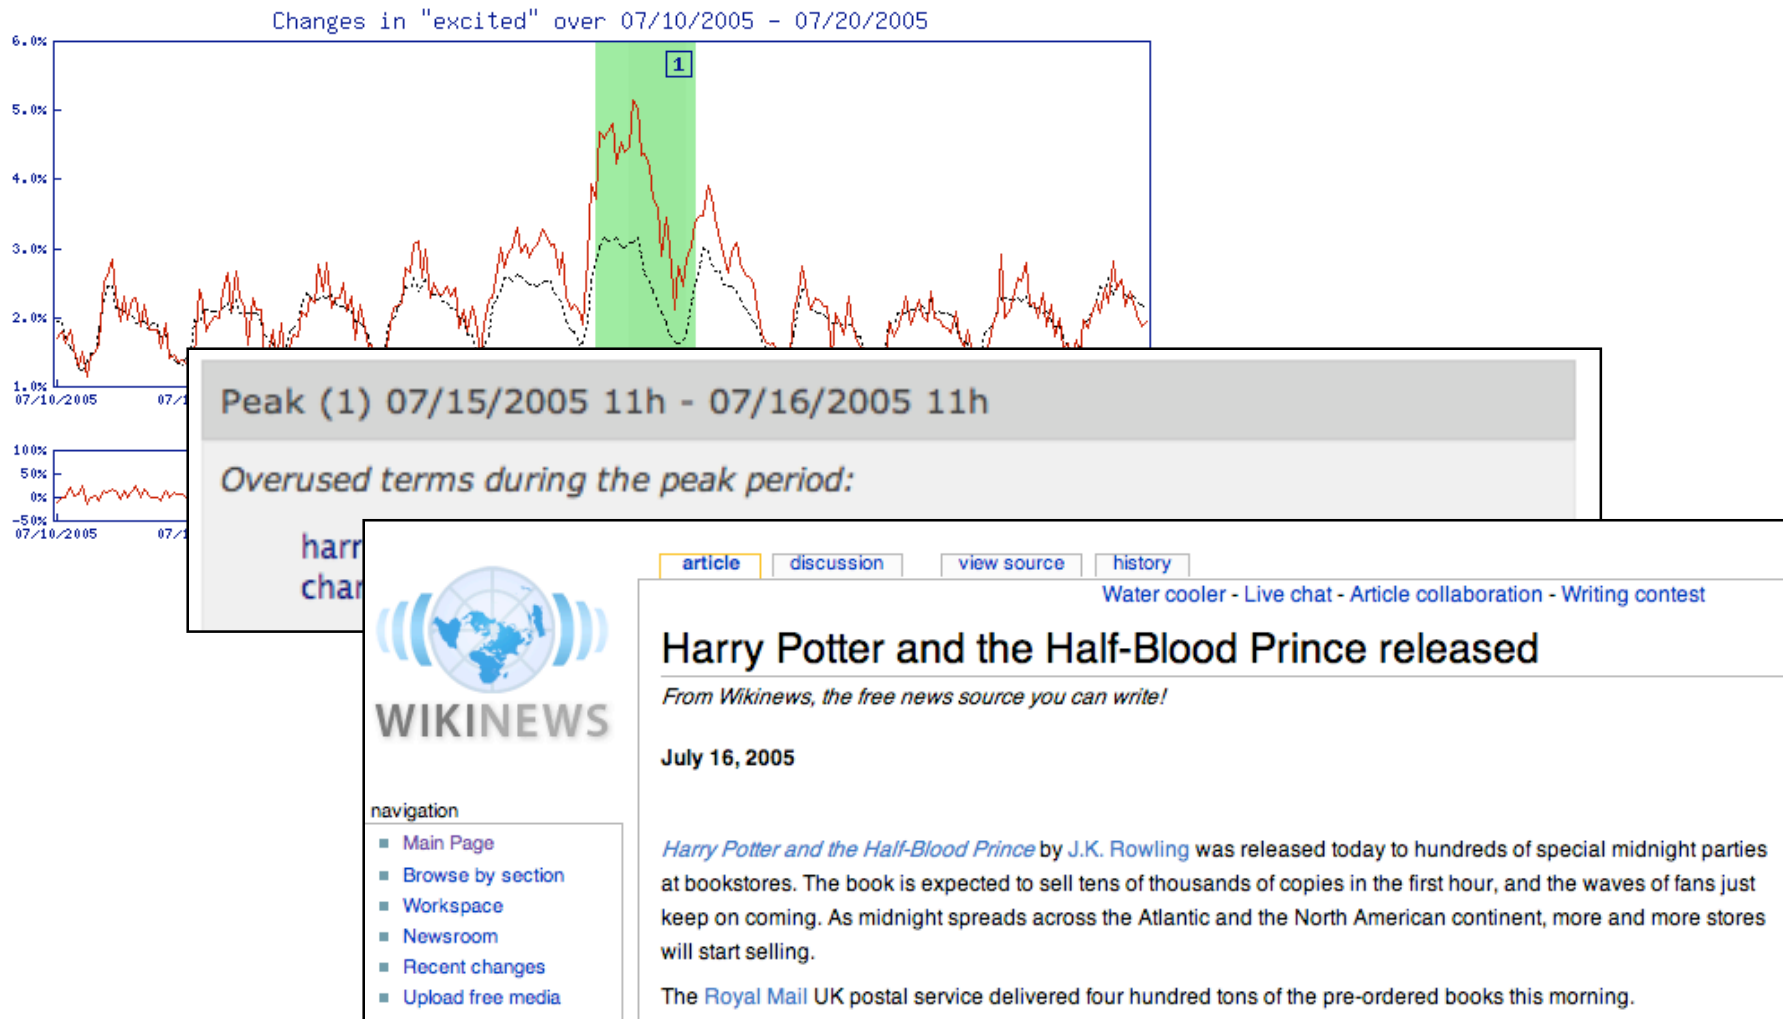 Changes in "excited" over 07/10/2005 - 07/20/2005
6.0%
1
5.0%
4.0%
3.0%
2.0%
1.0%
07/10/2005
Peak (1) 07/15/2005 11h - 07/16/2005 11h
100%
50%
0%
-50%
07/10/2005
Overused terms during the peak period:
article discussion view source history
Water cooler - Live chat - Article collaboration - Writing contest
WIKINEWS
Harry Potter and the Half-Blood Prince released
From Wikinews, the free news source you can write!
July 16, 2005
navigation
Main Page
Browse by section
Workspace
Newsroom
Recent changes
Upload free media
Harry Potter and the Half-Blood Prince by J.K. Rowling was released today to hundreds of special midnight parties
at bookstores. The book is expected to sell tens of thousands of copies in the first hour, and the waves of fans just
keep on coming. As midnight spreads across the Atlantic and the North American continent, more and more stores
will start selling.
The Royal Mail UK postal service delivered four hundred tons of the pre-ordered books this morning.